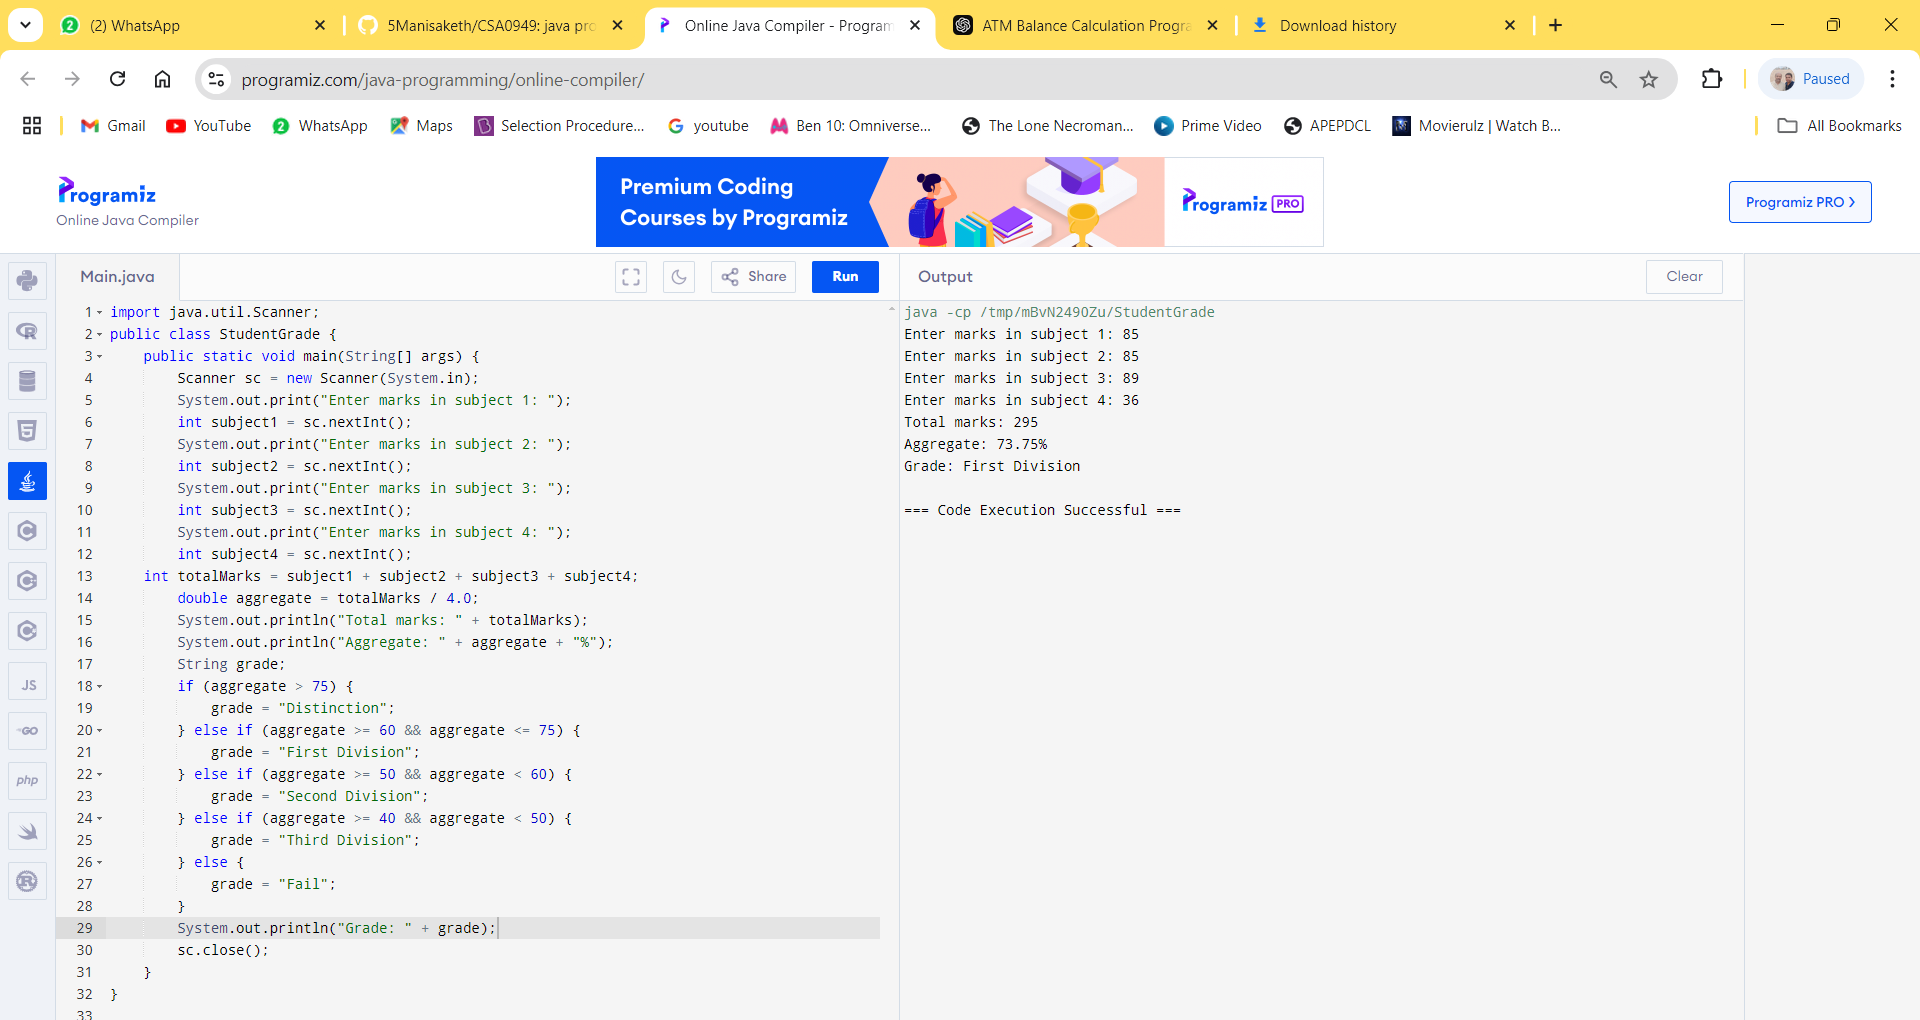 (2) WhatsApp
5Manisaketh/CSA0949: java pro
Online Java Compiler - Program
ATM Balance Calculation Progra
Download history
programiz.com/java-programming/online-compiler/
Paused
Gmail
YouTube
WhatsApp
Maps
Selection Procedure...
youtube
Ben 10: Omniverse...
The Lone Necroman...
Prime Video
APEPDCL
Movierulz | Watch B...
All Bookmarks
Programiz
Online Java Compiler
Premium Coding
Courses by Programiz
Programiz PRO
Programiz PRO
Main.java
Share
Run
Output
Clear
1 import java.util.Scanner;
2 public class StudentGrade {
3     public static void main(String[] args) {
4         Scanner sc = new Scanner(System.in);
5         System.out.print("Enter marks in subject 1: ");
6         int subject1 = sc.nextInt();
7         System.out.print("Enter marks in subject 2: ");
8         int subject2 = sc.nextInt();
9         System.out.print("Enter marks in subject 3: ");
10         int subject3 = sc.nextInt();
11         System.out.print("Enter marks in subject 4: ");
12         int subject4 = sc.nextInt();
13     int totalMarks = subject1 + subject2 + subject3 + subject4;
14         double aggregate = totalMarks / 4.0;
15         System.out.println("Total marks: " + totalMarks);
16         System.out.println("Aggregate: " + aggregate + "%");
17         String grade;
18         if (aggregate > 75) {
19             grade = "Distinction";
20         } else if (aggregate >= 60 && aggregate <= 75) {
21             grade = "First Division";
22         } else if (aggregate >= 50 && aggregate < 60) {
23             grade = "Second Division";
24         } else if (aggregate >= 40 && aggregate < 50) {
25             grade = "Third Division";
26         } else {
27             grade = "Fail";
28         }
29         System.out.println("Grade: " + grade);
30         sc.close();
31     }
32 }
33
java -cp /tmp/mBvN2490Zu/StudentGrade
Enter marks in subject 1: 85
Enter marks in subject 2: 85
Enter marks in subject 3: 89
Enter marks in subject 4: 36
Total marks: 295
Aggregate: 73.75%
Grade: First Division
=== Code Execution Successful ===
JS
GO
php